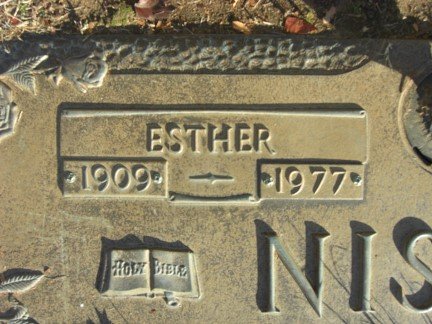 ESTHER
1909 - 1977
HOLY BIBLE
NIS